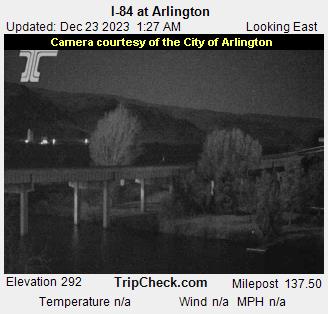 I-84 at Arlington
Updated: Dec 23 2023 1:27 AM Looking East
Camera courtesy of the City of Arlington
Elevation 292 TripCheck.com Milepost 137.50
Temperature n/a Wind n/a MPH n/a